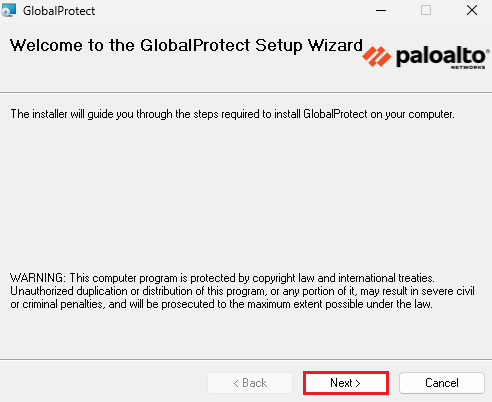 GlobalProtect
Welcome to the GlobalProtect Setup Wizard
paloalto
NETWORKS
The installer will guide you through the steps required to install GlobalProtect on your computer.
WARNING: This computer program is protected by copyright law and international treaties.
Unauthorized duplication or distribution of this program, or any portion of it, may result in severe civil
or criminal penalties, and will be prosecuted to the maximum extent possible under the law.
< Back
Next >
Cancel